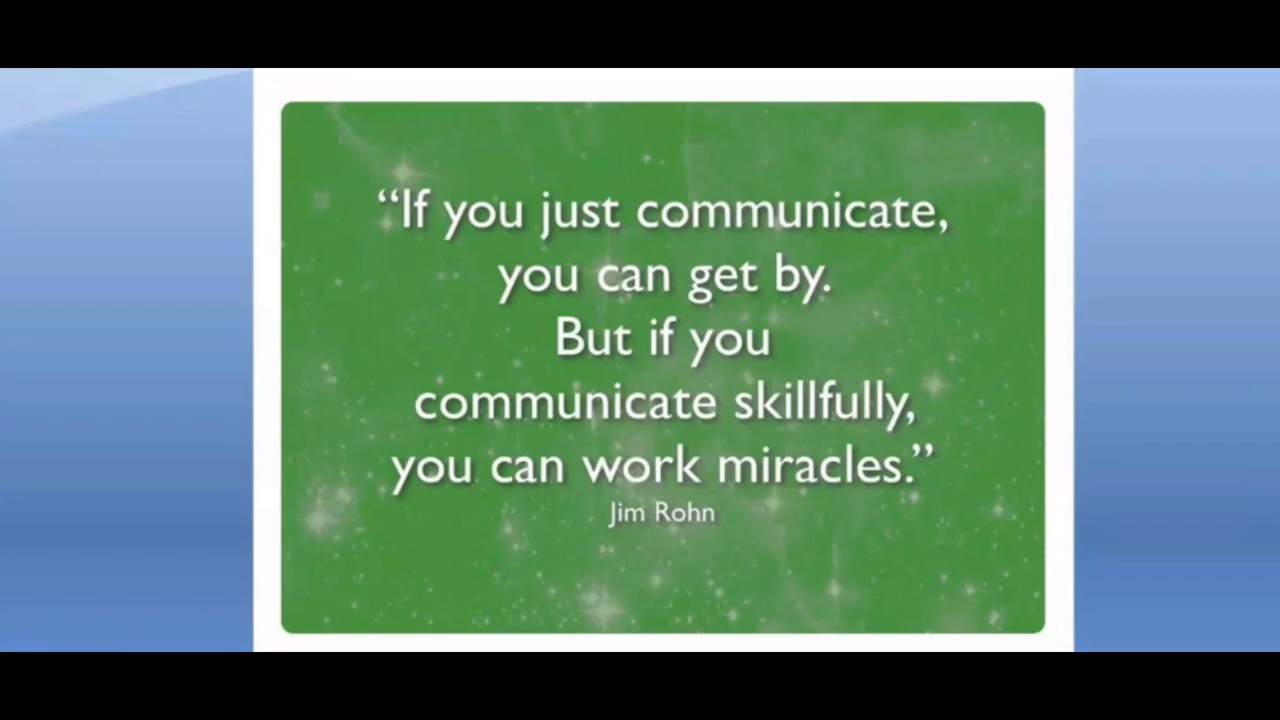 “If you just communicate,
you can get by.
But if you
communicate skillfully,
you can work miracles.”
Jim Rohn